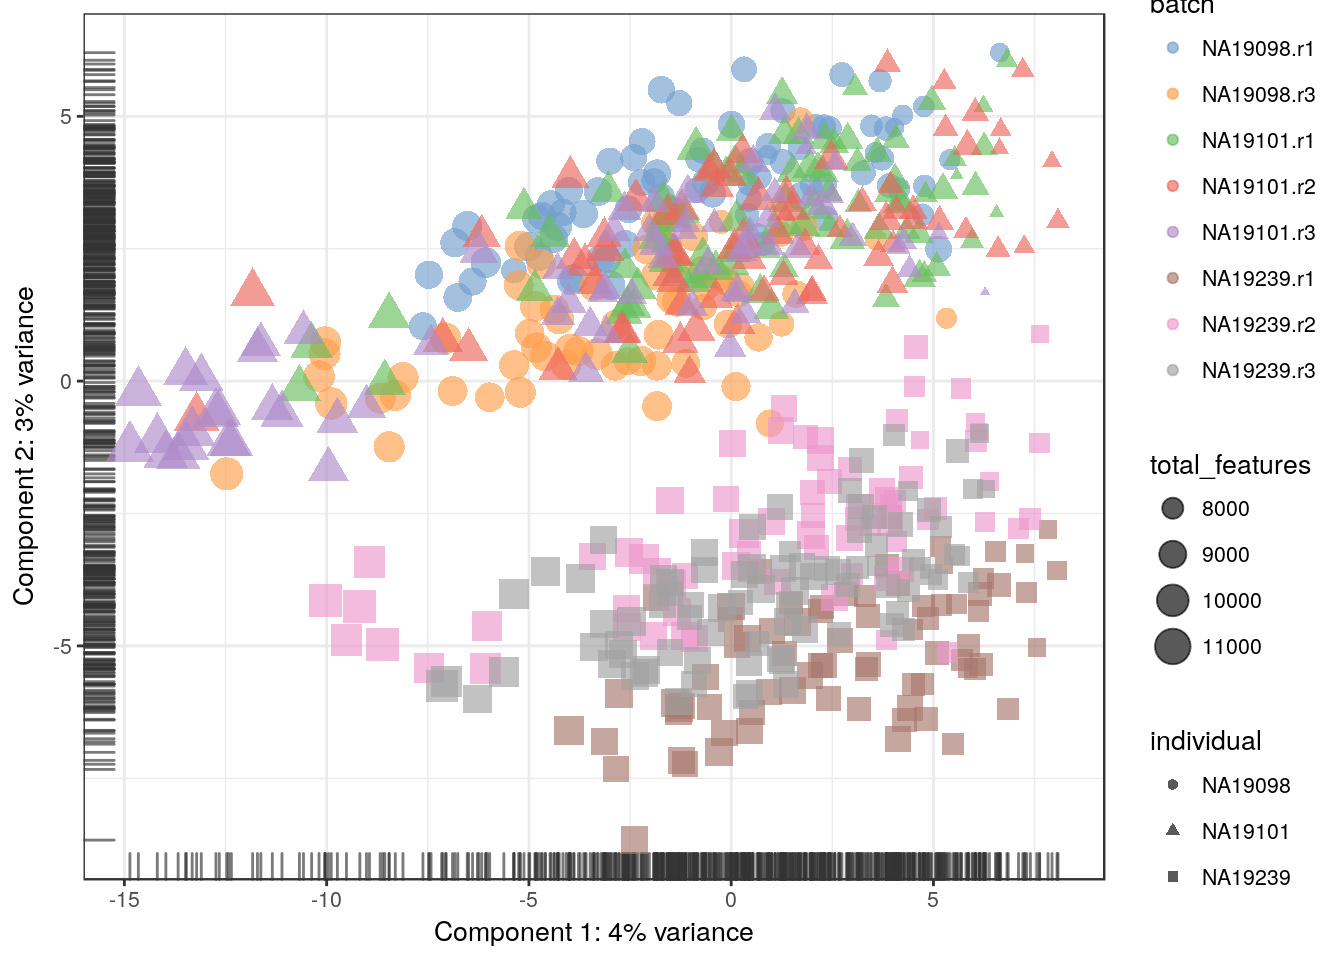 batch
NA19098.r1
NA19098.r3
NA19101.r1
NA19101.r2
NA19101.r3
NA19239.r1
NA19239.r2
NA19239.r3
total_features
8000
9000
10000
11000
individual
NA19098
NA19101
NA19239
Component 2: 3% variance
5
0
-5
-15
-10
-5
0
5
Component 1: 4% variance